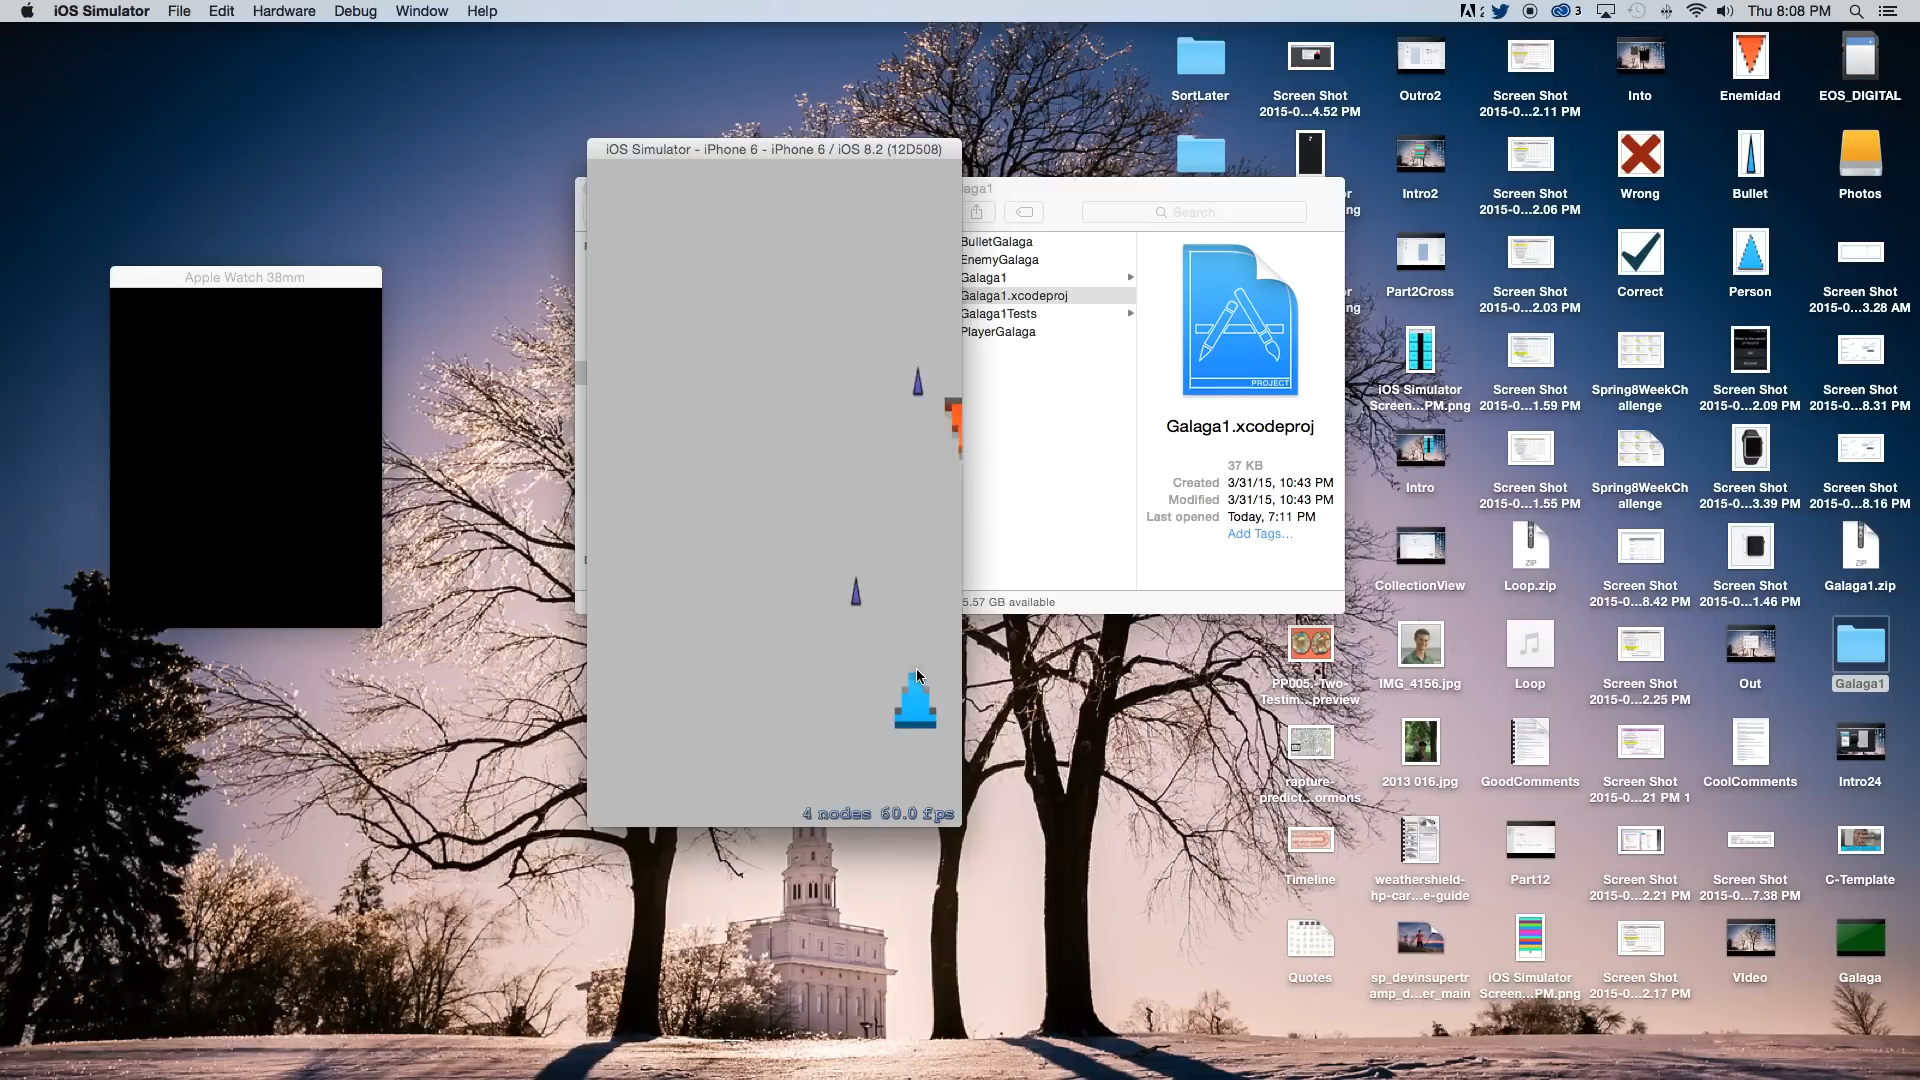 iOS Simulator File Edit Hardware Debug Window Help
3 Thu 8:08 PM
iOS Simulator - iPhone 6 - iPhone 6 / iOS 8.2 (12D508)
Apple Watch 38mm
4 nodes 60.0 fps
alaga1
Search
BulletGalaga
EnemyGalaga
Galaga1
Galaga1.xcodeproj
Galaga1Tests
PlayerGalaga
PROJECT
Galaga1.xcodeproj
37 KB
Created 3/31/15, 10:43 PM
Modified 3/31/15, 10:43 PM
Last opened Today, 7:11 PM
Add Tags...
5.57 GB available
SortLater
Screen Shot
2015-0...4.52 PM
Outro2
Screen Shot
2015-0...2.11 PM
Into
Enemidad
EOS_DIGITAL
Intro2
Screen Shot
2015-0...2.06 PM
Wrong
Bullet
Photos
Part2Cross
Screen Shot
2015-0...2.03 PM
Correct
Person
Screen Shot
2015-0...3.28 AM
iOS Simulator
Screen...PM.png
Screen Shot
2015-0...1.59 PM
Spring8WeekCh
allenge
Screen Shot
2015-0...2.09 PM
Screen Shot
2015-0...8.31 PM
Intro
Screen Shot
2015-0...1.55 PM
Spring8WeekCh
allenge
Screen Shot
2015-0...3.39 PM
Screen Shot
2015-0...8.16 PM
CollectionView
ZIP
Loop.zip
Screen Shot
2015-0...8.42 PM
Screen Shot
2015-0...1.46 PM
ZIP
Galaga1.zip
PP005.-Two-
Testim...preview
IMG_4156.jpg
Loop
Screen Shot
2015-0...2.25 PM
Out
Galaga1
rapture-
predict...ormons
2013 016.jpg
GoodComments
Screen Shot
2015-0...21 PM 1
CoolComments
Intro24
Timeline
weathershield-
hp-car...e-guide
Part12
Screen Shot
2015-0...2.21 PM
Screen Shot
2015-0...7.38 PM
C-Template
Quotes
sp_devinsupertr
amp_d...er_main
iOS Simulator
Screen...PM.png
Screen Shot
2015-0...2.17 PM
VIdeo
Galaga